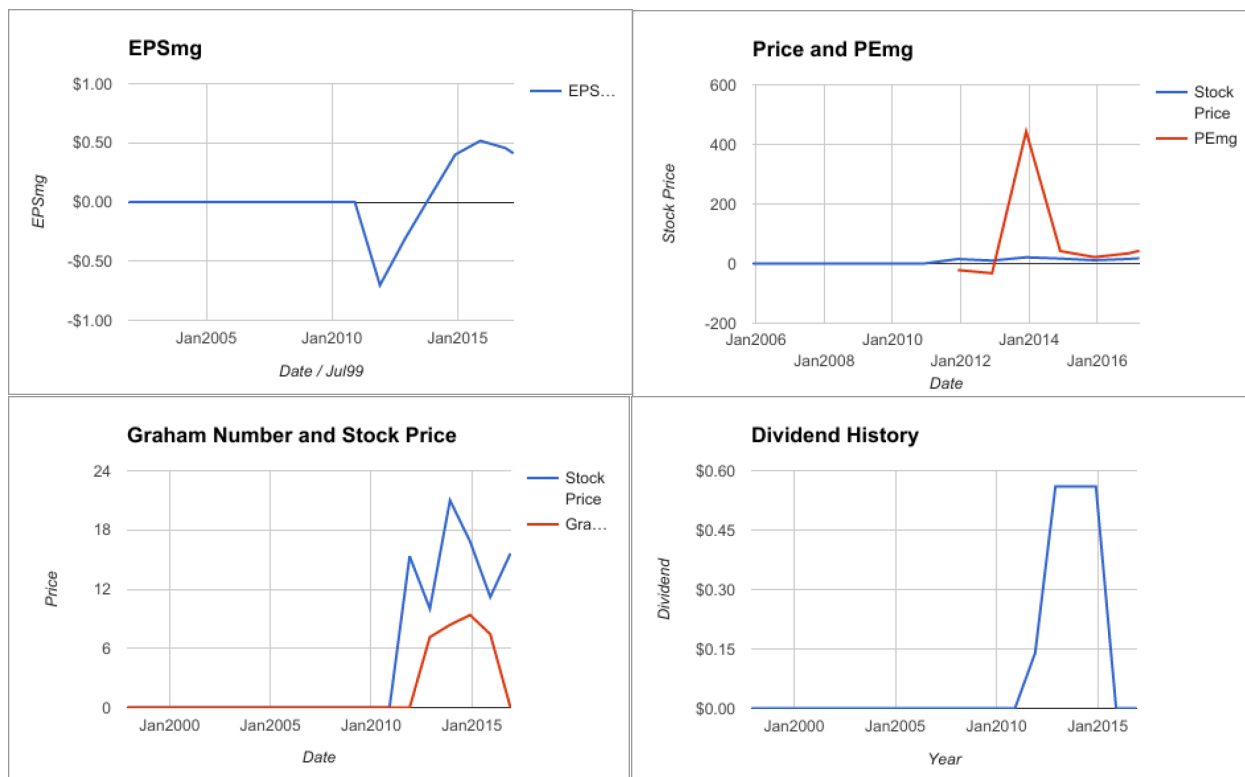 EPSmg
$1.00
$0.50
$0.00
-$0.50
-$1.00
EPSmg
Jan2005
Jan2010
Jan2015
Date / Jul99
EPS…
Price and PEmg
600
400
200
0
-200
Stock Price
Jan2006
Jan2008
Jan2010
Jan2012
Jan2014
Jan2016
Date
Stock
Price
PEmg
Graham Number and Stock Price
24
18
12
6
0
Price
Jan2000
Jan2005
Jan2010
Jan2015
Date
Stock
Price
Gra…
Dividend History
$0.60
$0.45
$0.30
$0.15
$0.00
Dividend
Jan2000
Jan2005
Jan2010
Jan2015
Year